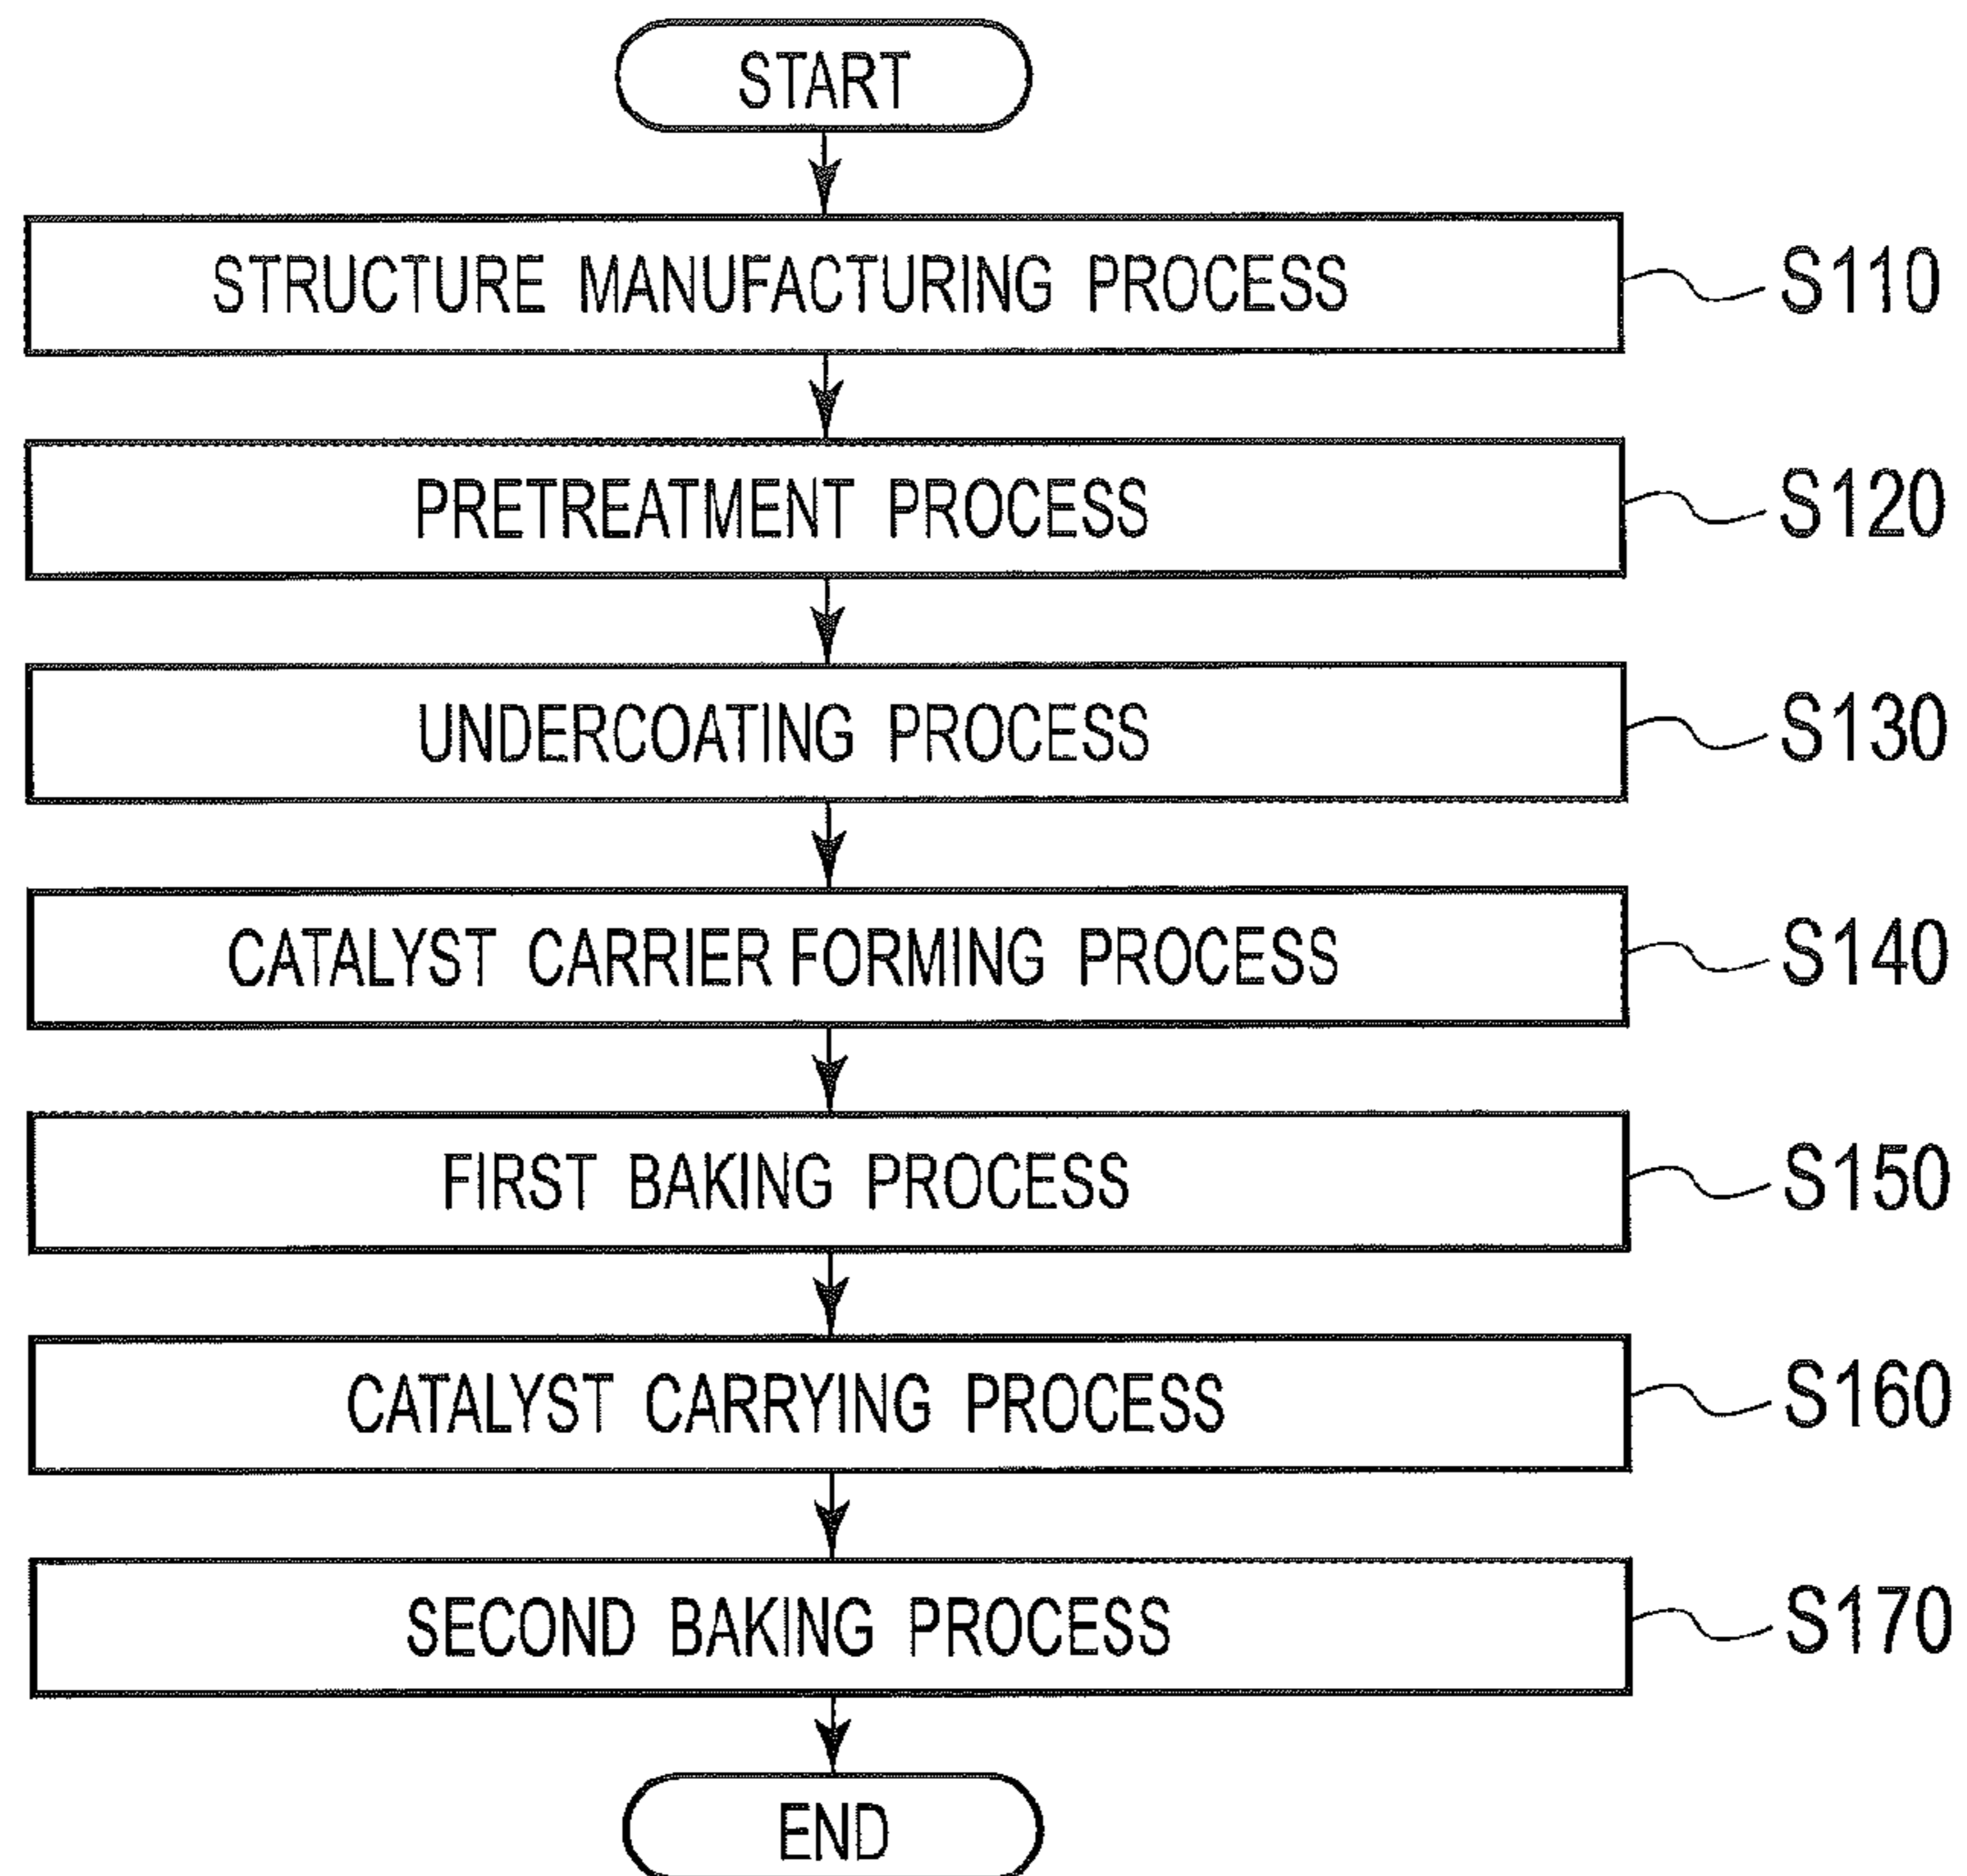 START
STRUCTURE MANUFACTURING PROCESS S110
PRETREATMENT PROCESS S120
UNDERCOATING PROCESS S130
CATALYST CARRIER FORMING PROCESS S140
FIRST BAKING PROCESS S150
CATALYST CARRYING PROCESS S160
SECOND BAKING PROCESS S170
END